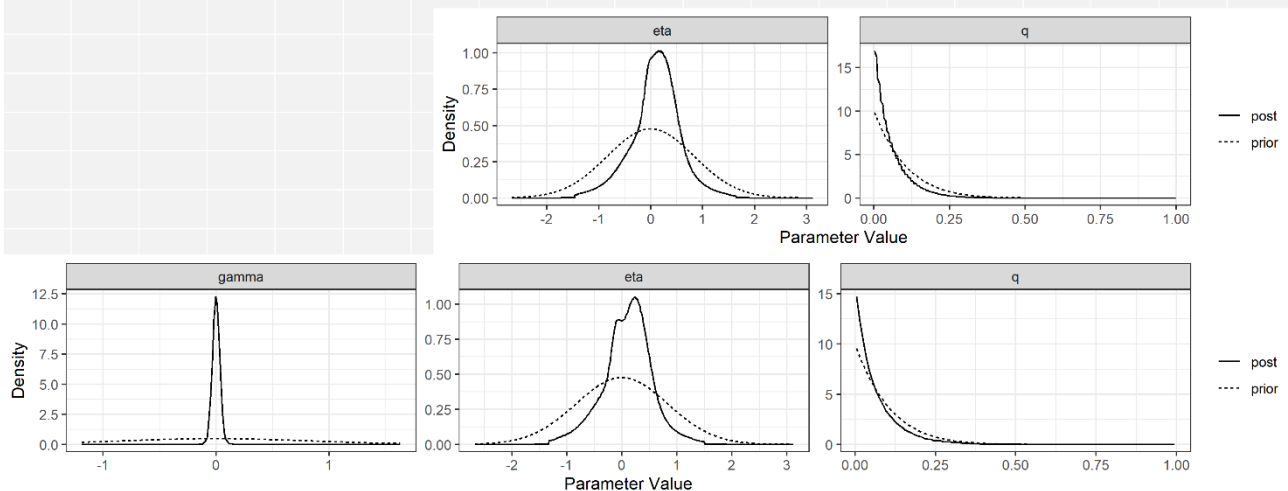 eta q
1.00
0.75
0.50
0.25
0.00
Density
15
10
5
0
-2 -1 0 1 2 3
0.00 0.25 0.50 0.75 1.00
Parameter Value
post
prior
gamma eta q
12.5
10.0
7.5
5.0
2.5
0.0
Density
1.00
0.75
0.50
0.25
0.00
15
10
5
0
-1 0 1
-2 -1 0 1 2 3
0.00 0.25 0.50 0.75 1.00
Parameter Value
post
prior